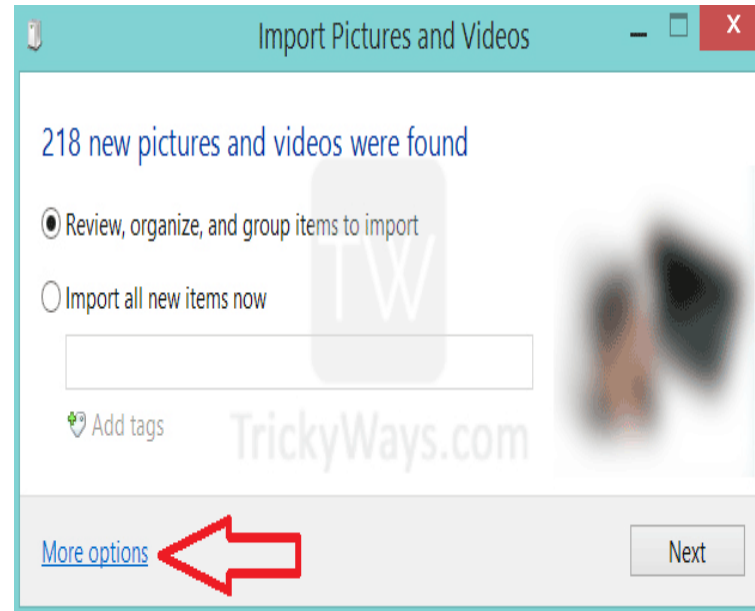 Import Pictures and Videos
X
218 new pictures and videos were found
Review, organize, and group items to import
Import all new items now
TW
Add tags
TrickyWays.com
More options
Next